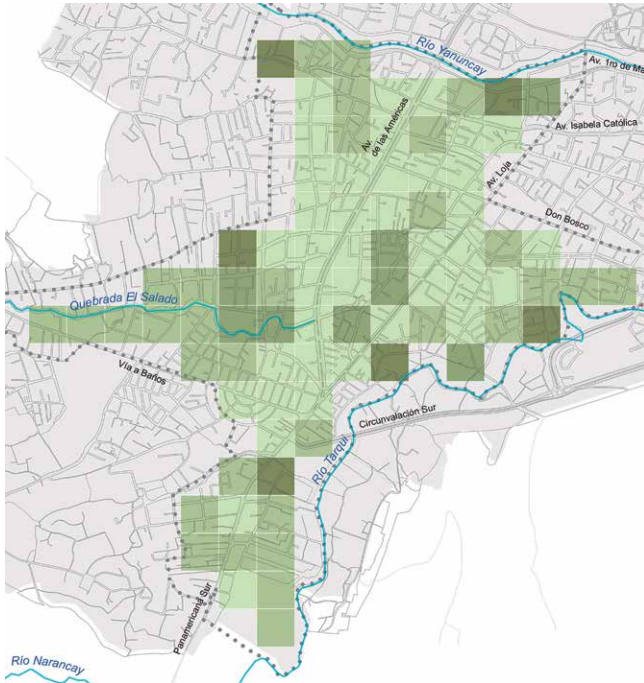 Río Yanuncay
Av. 1ro de Ma
Av.
de las Américas
Av. Isabela Católica
Av. Loja
Don Bosco
Quebrada El Salado
Vía a Baños
Circunvalación Sur
Río Tarqui
Panamericana Sur
Río Narancay